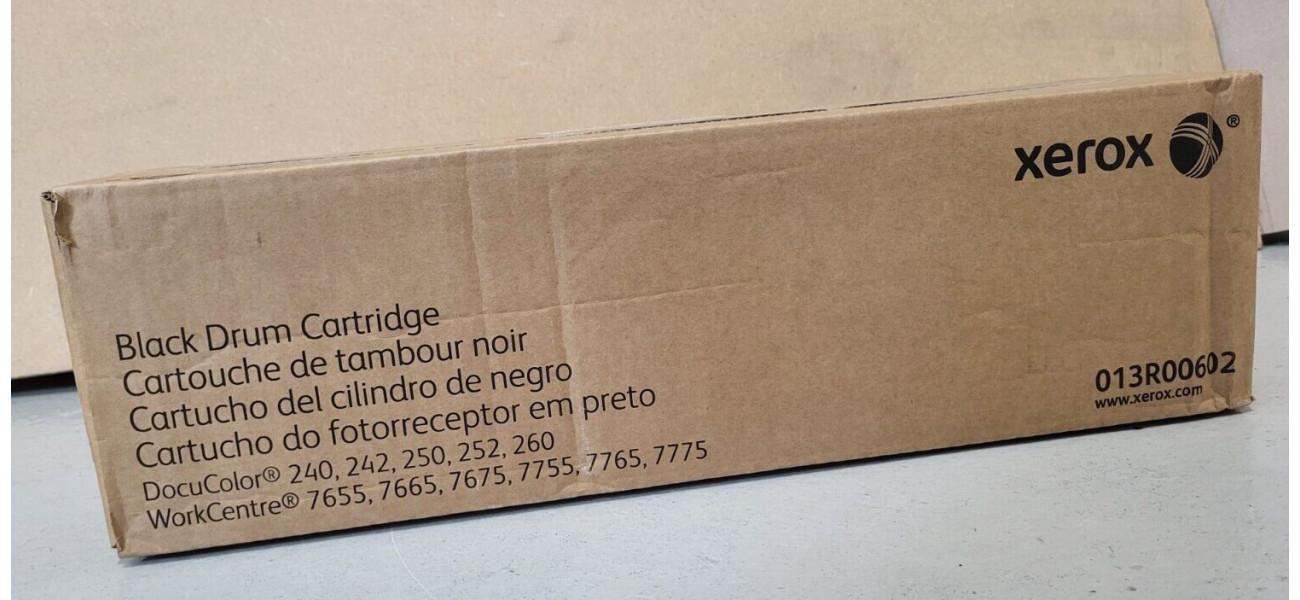 xerox ®
Black Drum Cartridge
Cartouche de tambour noir
Cartucho del cilindro de negro
Cartucho do fotorreceptor em preto
DocuColor® 240, 242, 250, 252, 260
WorkCentre® 7655, 7665, 7675, 7755, 7765, 7775
013R00602
www.xerox.com